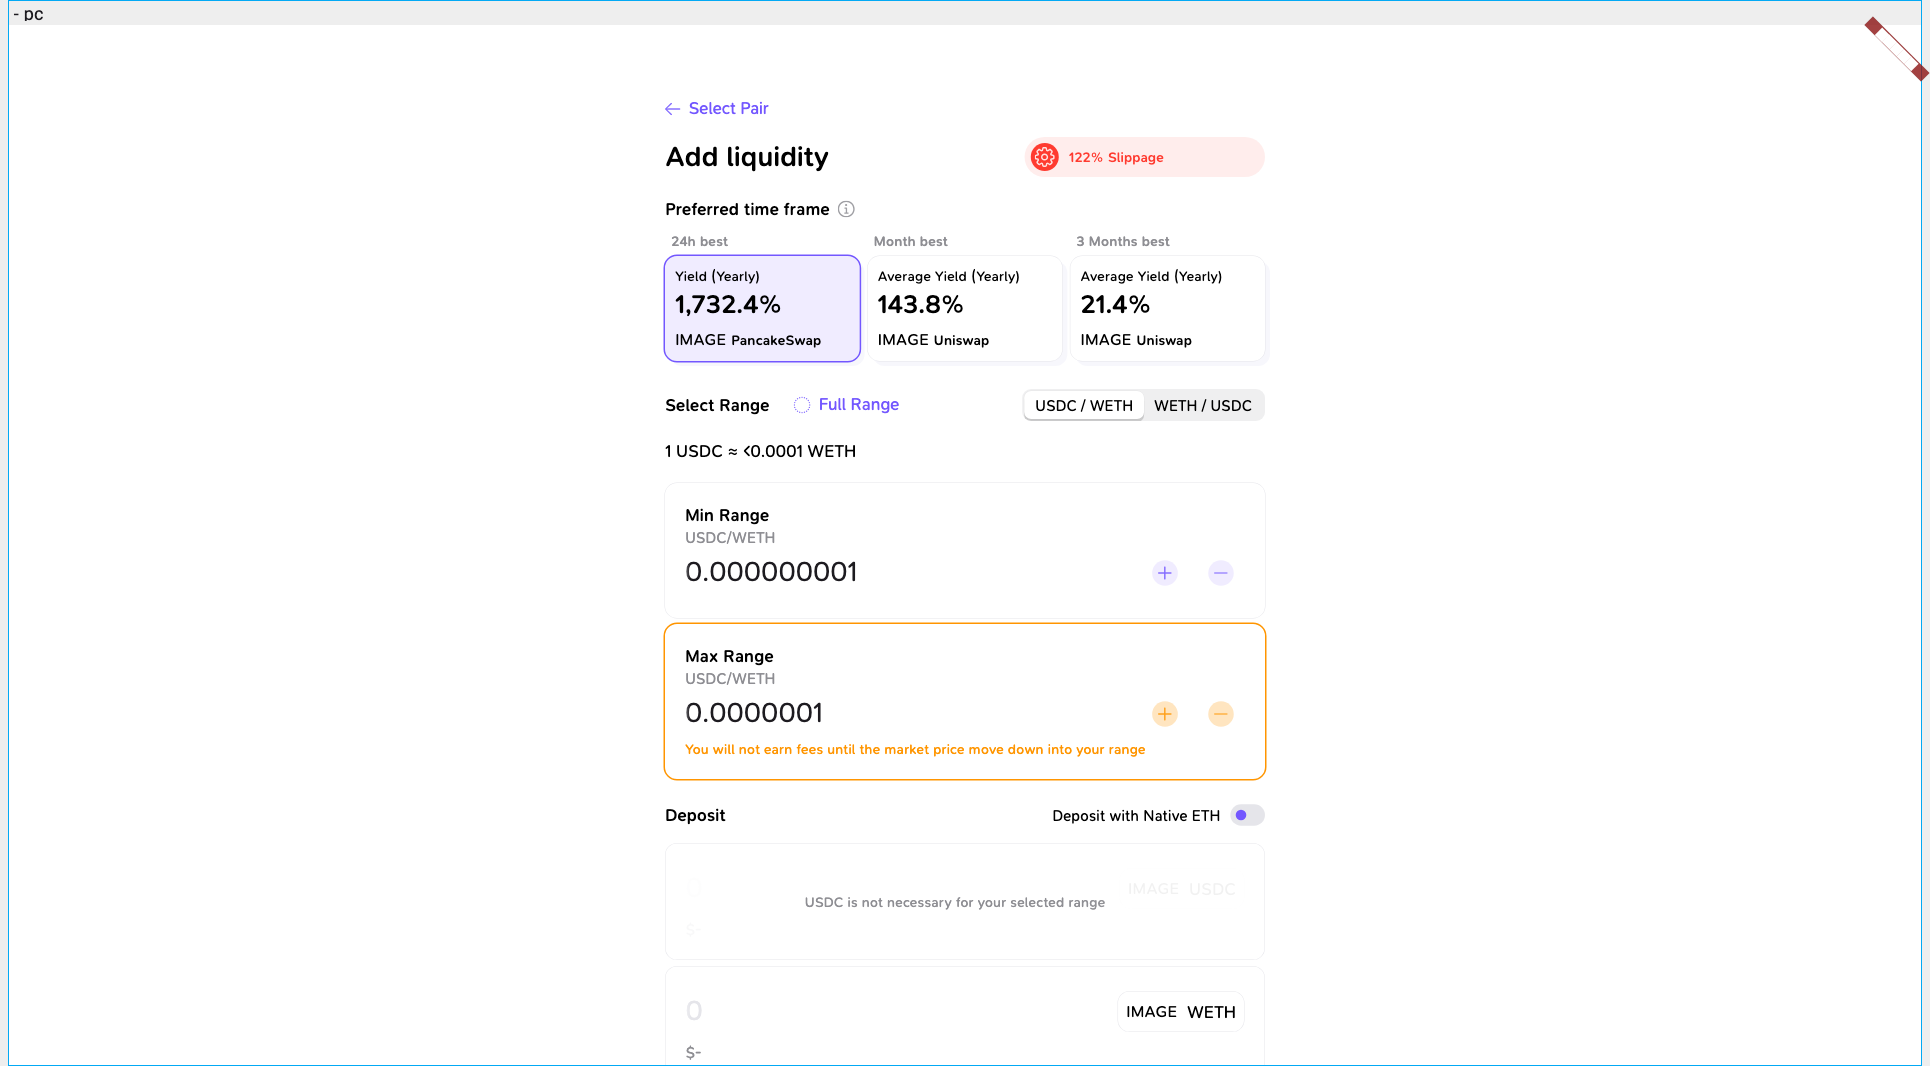 - pc
Select Pair
Add liquidity
122% Slippage
Preferred time frame
24h best
Month best
3 Months best
Yield (Yearly)
1,732.4%
IMAGE PancakeSwap
Average Yield (Yearly)
143.8%
IMAGE Uniswap
Average Yield (Yearly)
21.4%
IMAGE Uniswap
Select Range
Full Range
USDC / WETH
WETH / USDC
1 USDC ≈ <0.0001 WETH
Min Range
USDC/WETH
0.000000001
Max Range
USDC/WETH
0.0000001
You will not earn fees until the market price move down into your range
Deposit
Deposit with Native ETH
0
IMAGE USDC
USDC is not necessary for your selected range
$-
0
IMAGE WETH
$-